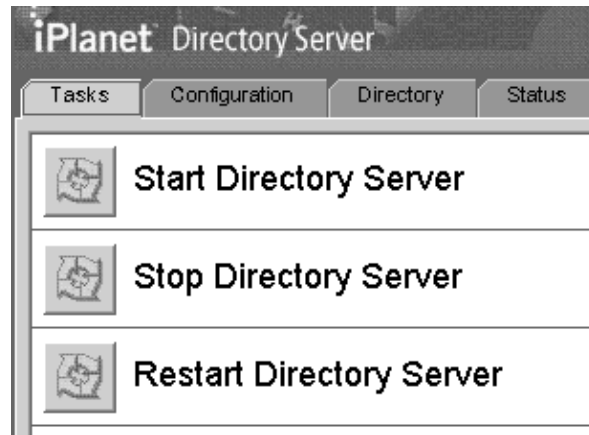 iPlanet Directory Server
Tasks Configuration Directory Status
Start Directory Server
Stop Directory Server
Restart Directory Server